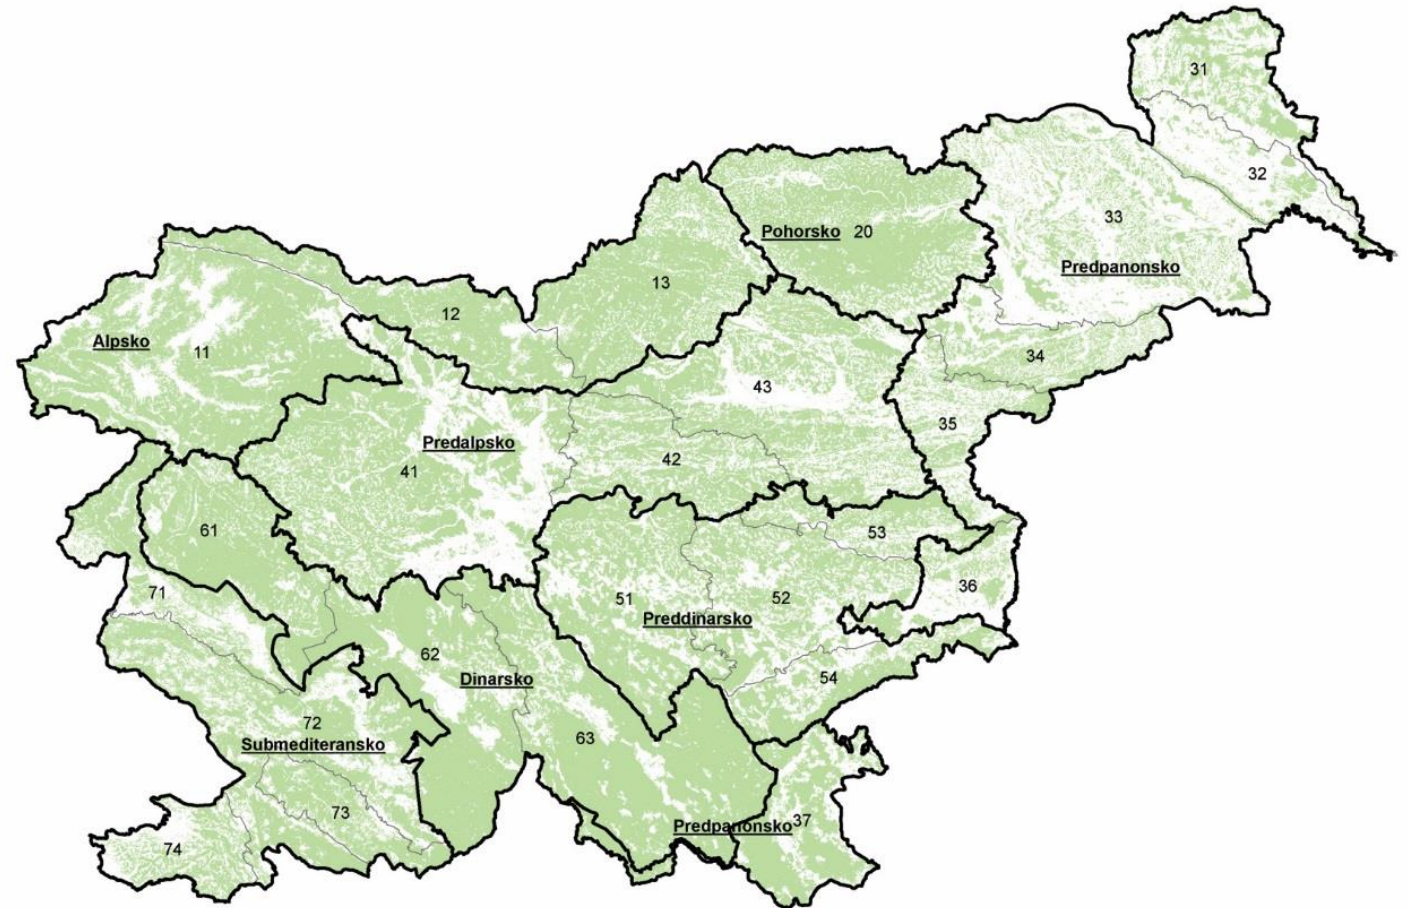 31
32
33
Predpanonsko
Pohorsko 20
13
12
Alpsko
11
34
43
35
Predalpsko
42
41
61
53
36
71
51
52
Preddinarsko
62
Dinarsko
54
72
Submediteransko
63
73
Predpanonsko 37
74